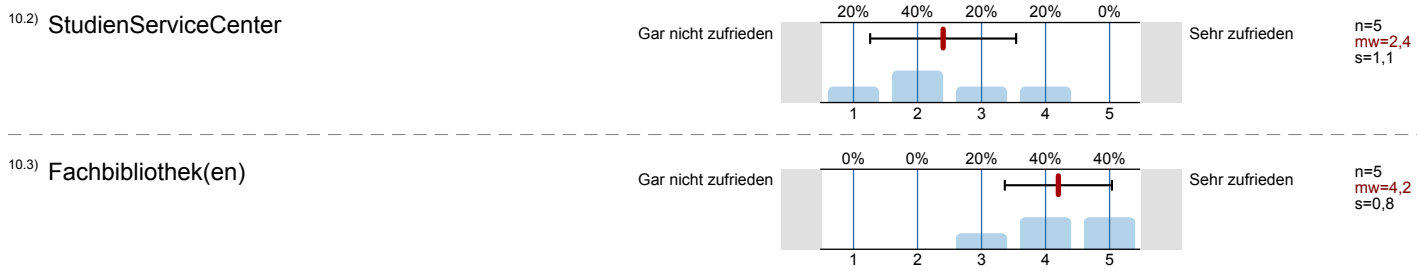 10.2) StudienServiceCenter
Gar nicht zufrieden
20% 40% 20% 20% 0%
1 2 3 4 5
Sehr zufrieden
n=5
mw=2,4
s=1,1
10.3) Fachbibliothek(en)
Gar nicht zufrieden
0% 0% 20% 40% 40%
1 2 3 4 5
Sehr zufrieden
n=5
mw=4,2
s=0,8